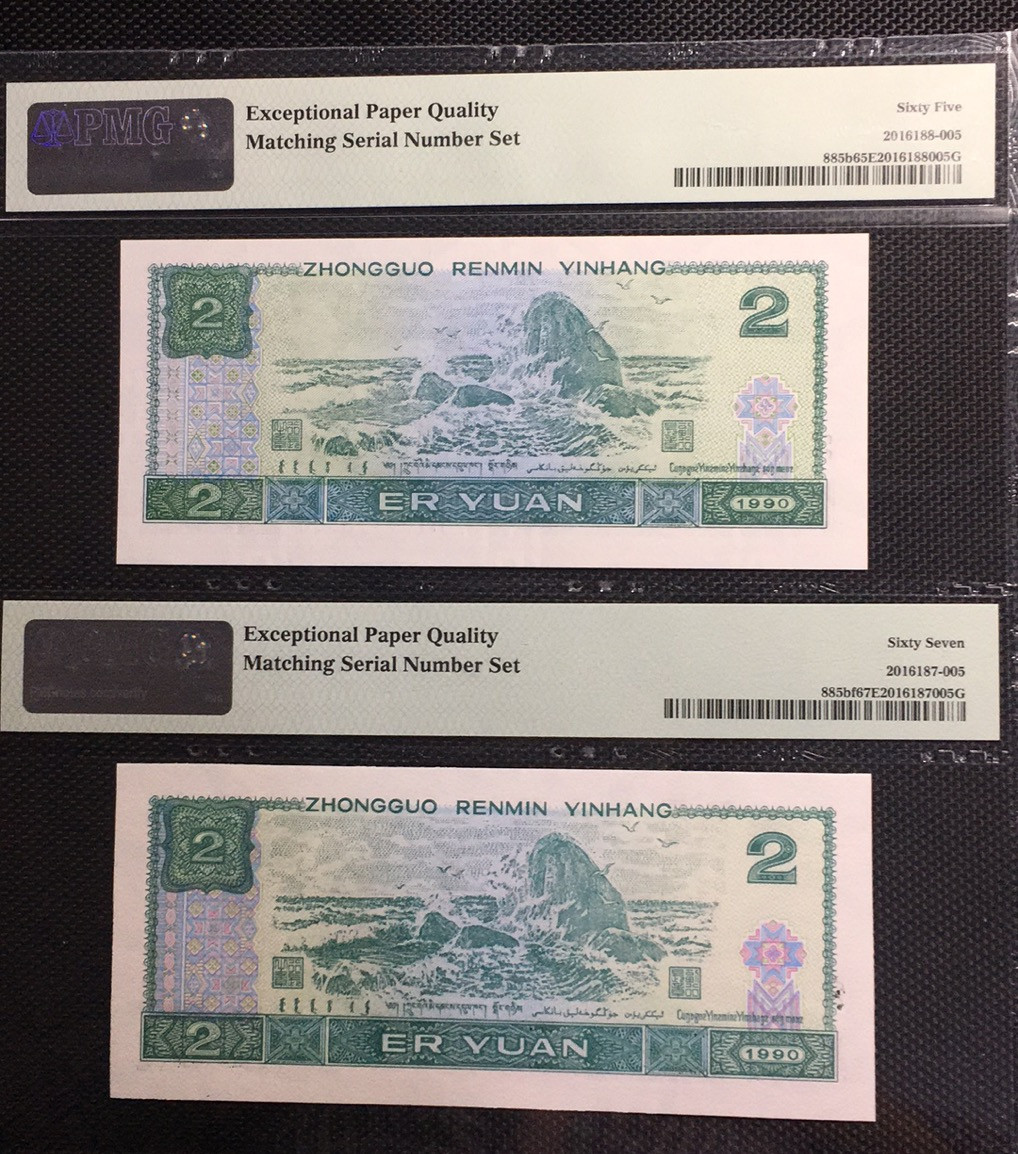 PMG
Exceptional Paper Quality
Matching Serial Number Set
Sixty Five
2016188-005
885b65E2016188005G
ZHONGGUO RENMIN YINHANG
2
2
ליـ
2
ER YUAN
1990
PMG
Exceptional Paper Quality
Matching Serial Number Set
Sixty Seven
2016187-005
885bf67E2016187005G
ZHONGGUO RENMIN YINHANG
2
2
2
ER YUAN
1990